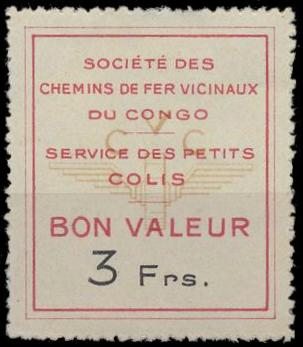 SOCIÉTÉ DES
CHEMINS DE FER VICINAUX
DU CONGO
SERVICE DES PETITS
COLIS
BON VALEUR
3 Frs.